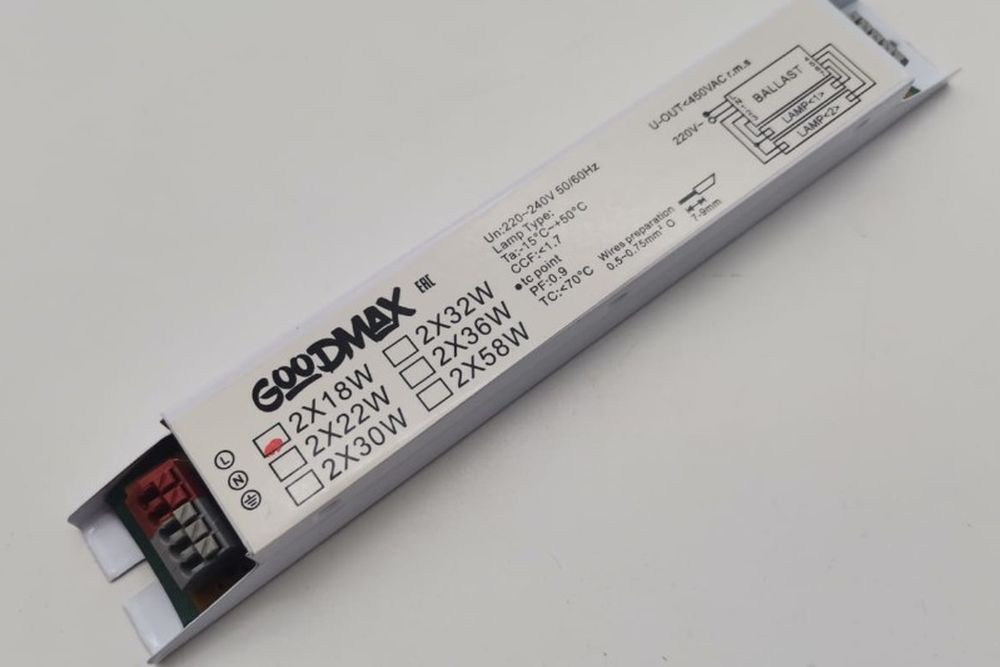 GOODMAX EAC
2X18W
2X22W
2X30W
2X32W
2X36W
2X58W
L
N
Un:220~240V 50/60Hz
Lamp Type:
Ta:-15°C~+50°C
CCF:<1.7
tc point
PF:0.9
TC:<70°C
Wires preparation
0.5~0.75mm² O
7-9mm
U-OUT<450VAC r.m.s
220V~
BALLAST
LAMP<1>
LAMP<2>